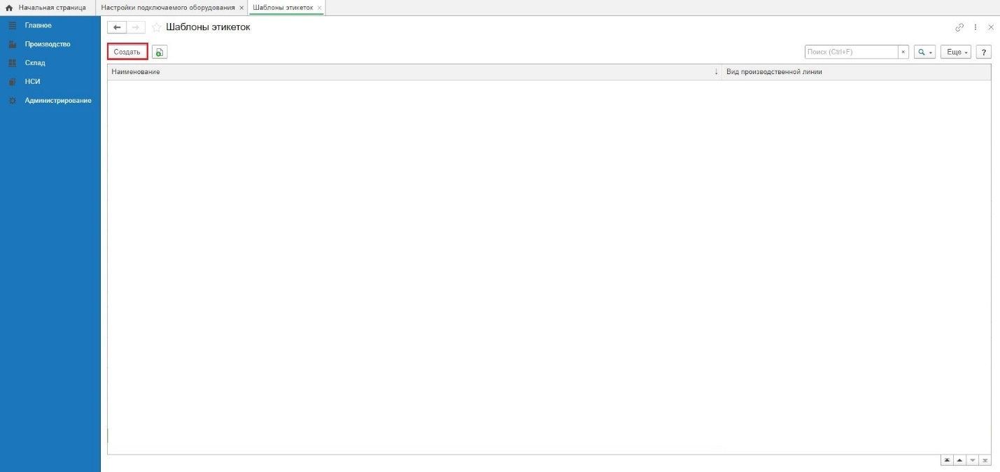 Начальная страница
Настройки подключаемого оборудования ×
Шаблоны этикеток ×
Главное
Производство
Склад
НСИ
Администрирование
Шаблоны этикеток
Создать
Поиск (Ctrl+F) ×
Еще
?
Наименование ↓
Вид производственной линии